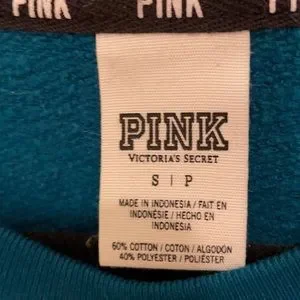 PINK PINK PINK
PINK
VICTORIA'S SECRET
S | P
MADE IN INDONESIA / FAIT EN
INDONÉSIE / HECHO EN
INDONESIA
60% COTTON / COTON / ALGODÓN
40% POLYESTER / POLIÉSTER